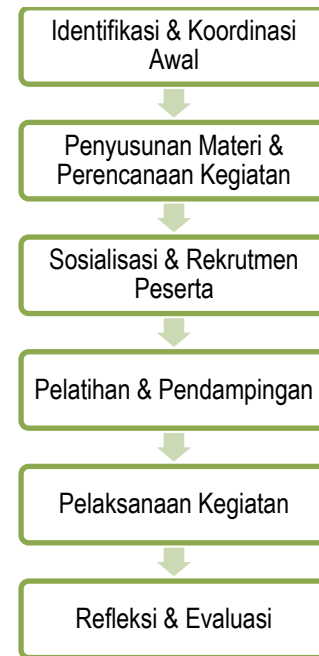 Identifikasi & Koordinasi
Awal
Penyusunan Materi &
Perencanaan Kegiatan
Sosialisasi & Rekrutmen
Peserta
Pelatihan & Pendampingan
Pelaksanaan Kegiatan
Refleksi & Evaluasi